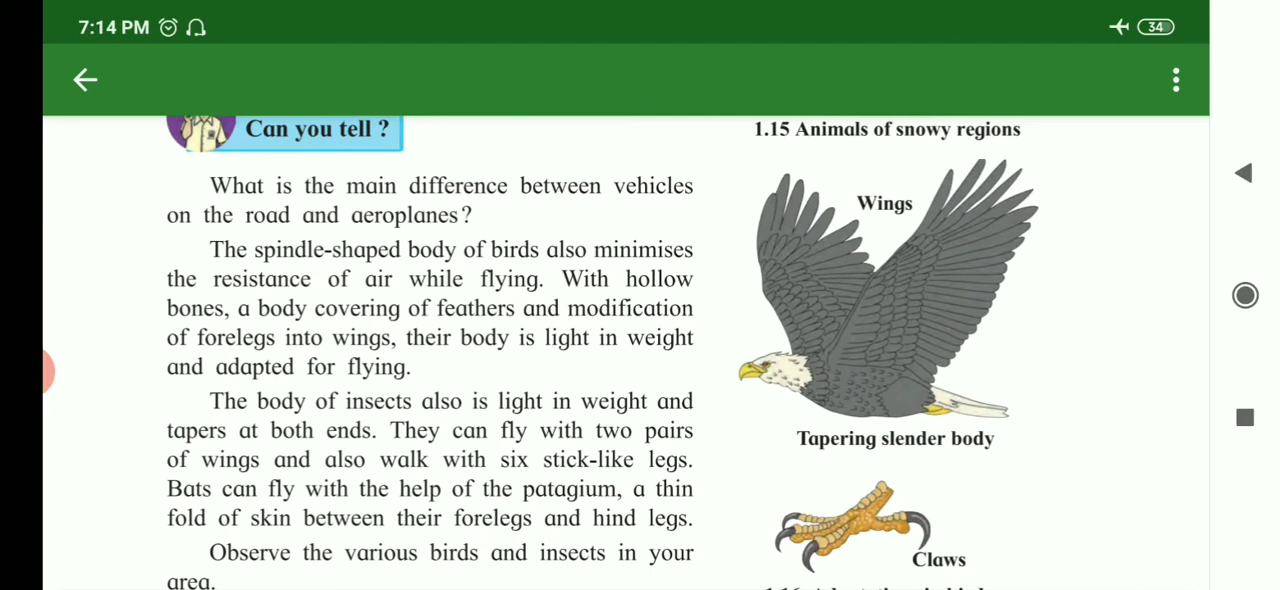 7:14 PM
34
Can you tell ?
What is the main difference between vehicles
on the road and aeroplanes?
The spindle-shaped body of birds also minimises
the resistance of air while flying. With hollow
bones, a body covering of feathers and modification
of forelegs into wings, their body is light in weight
and adapted for flying.
The body of insects also is light in weight and
tapers at both ends. They can fly with two pairs
of wings and also walk with six stick-like legs.
Bats can fly with the help of the patagium, a thin
fold of skin between their forelegs and hind legs.
Observe the various birds and insects in your
area.
1.15 Animals of snowy regions
Wings
Tapering slender body
Claws